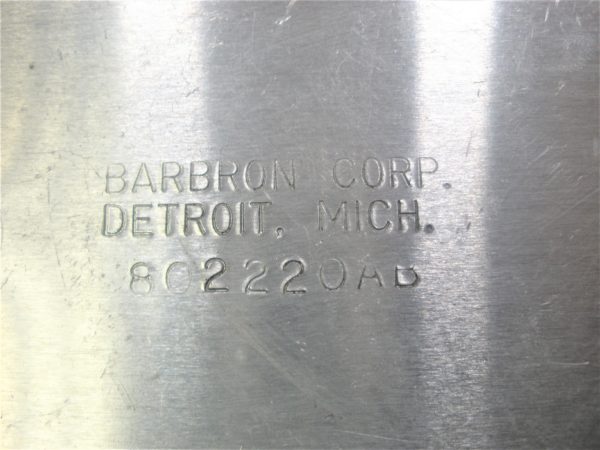 BARBRON CORP.
DETROIT, MICH.
802220AB